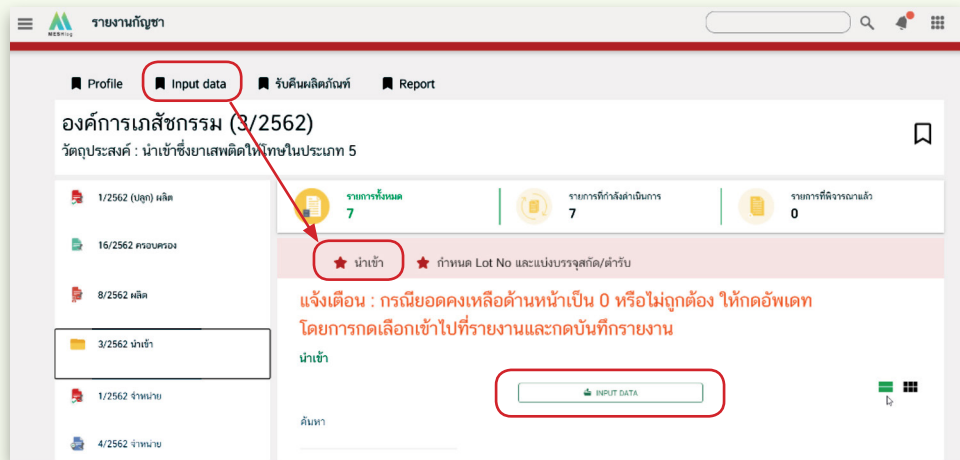 MESHlog
รายงานกัญชา
Profile Input data รับคืนผลิตภัณฑ์ Report
องค์การเภสัชกรรม (3/2562)
วัตถุประสงค์ : นำเข้าซึ่งยาเสพติดให้โทษในประเภท 5
1/2562 (ปลูก) ผลิต
16/2562 ครอบครอง
8/2562 ผลิต
3/2562 นำเข้า
1/2562 จำหน่าย
4/2562 จำหน่าย
รายการทั้งหมด
7
รายการที่กำลังดำเนินการ
7
รายการที่พิจารณาแล้ว
0
นำเข้า กำหนด Lot No และแบ่งบรรจุสกัด/ตำรับ
แจ้งเตือน : กรณียอดคงเหลือด้านหน้าเป็น 0 หรือไม่ถูกต้อง ให้กดอัพเดท
โดยการกดเลือกเข้าไปที่รายงานและกดบันทึกรายงาน
นำเข้า
INPUT DATA
ค้นหา